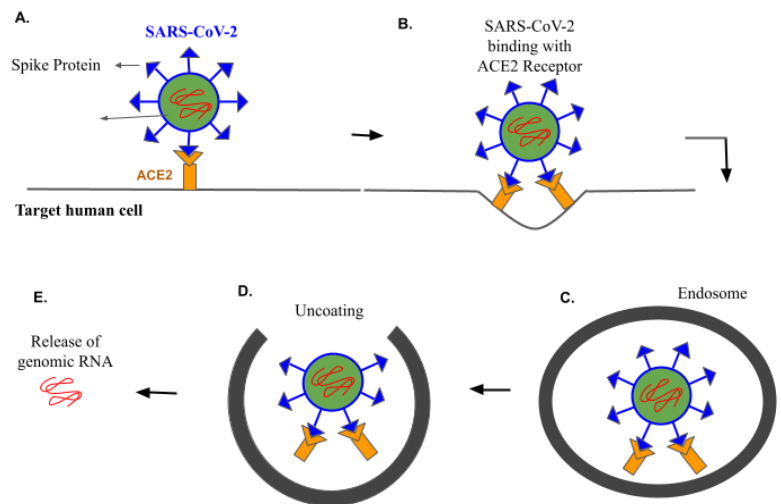 A.
SARS-CoV-2
Spike Protein
ACE2
Target human cell
B.
SARS-CoV-2
binding with
ACE2 Receptor
C.
Endosome
D.
Uncoating
E.
Release of
genomic RNA